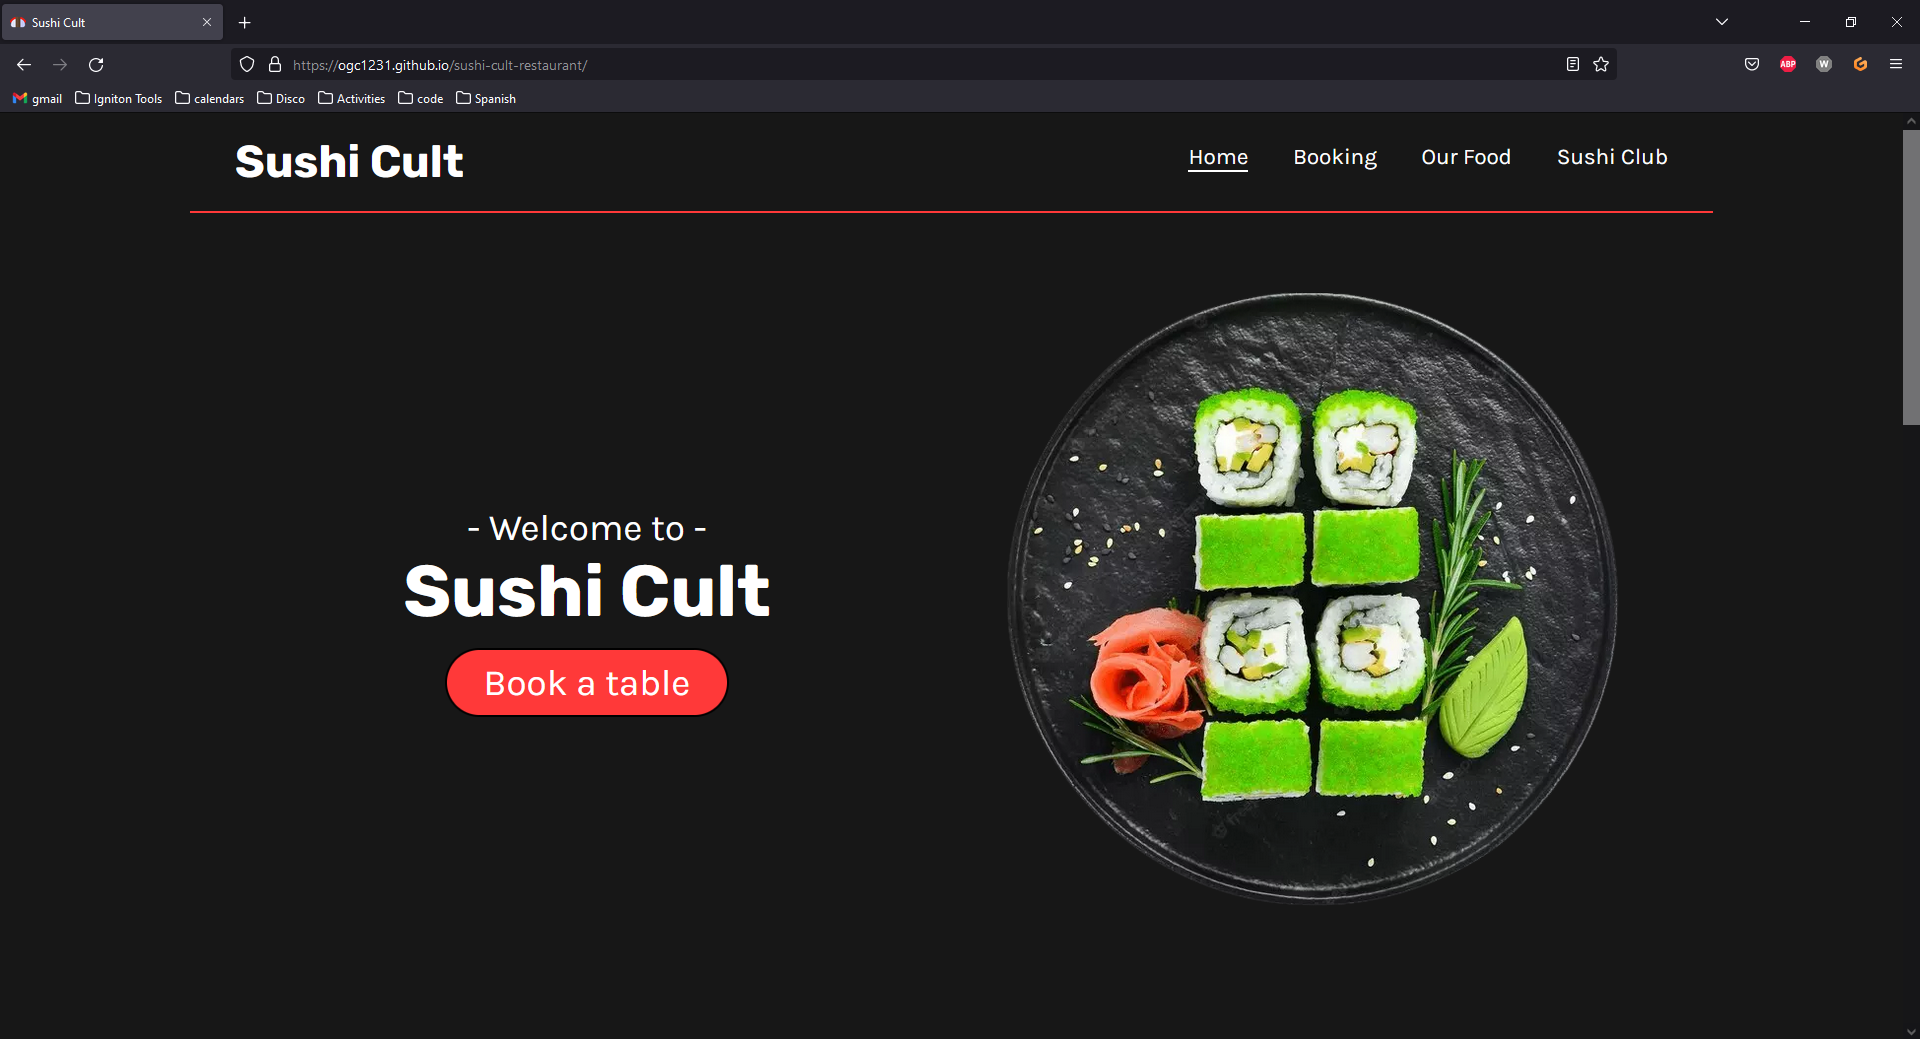 Sushi Cult
https://ogc1231.github.io/sushi-cult-restaurant/
ABP
W
gmail Igniton Tools calendars Disco Activities code Spanish
Sushi Cult
Home Booking Our Food Sushi Club
- Welcome to -
Sushi Cult
Book a table